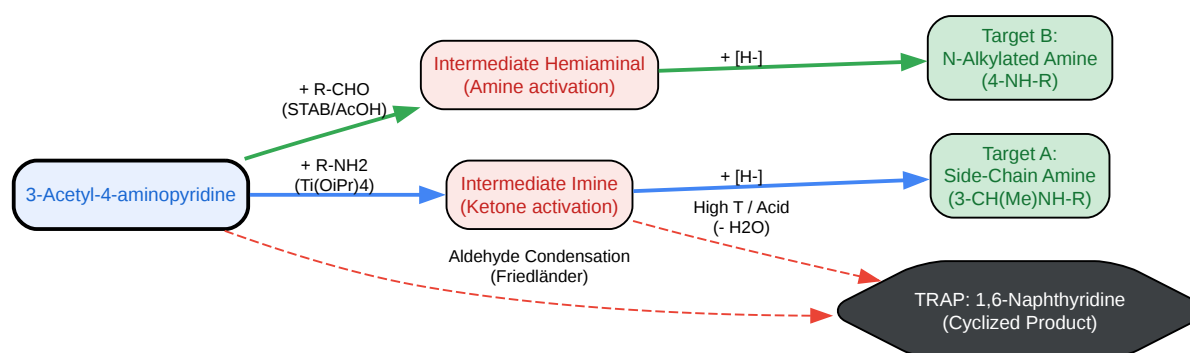 Target B:
N-Alkylated Amine
(4-NH-R)
Intermediate Hemiaminal
(Amine activation)
+ [H-]
+ R-CHO
(STAB/AcOH)
3-Acetyl-4-aminopyridine
+ R-NH2
(Ti(OiPr)4)
Intermediate Imine
(Ketone activation)
+ [H-]
Target A:
Side-Chain Amine
(3-CH(Me)NH-R)
High T / Acid
(- H2O)
Aldehyde Condensation
(Friedländer)
TRAP: 1,6-Naphthyridine
(Cyclized Product)